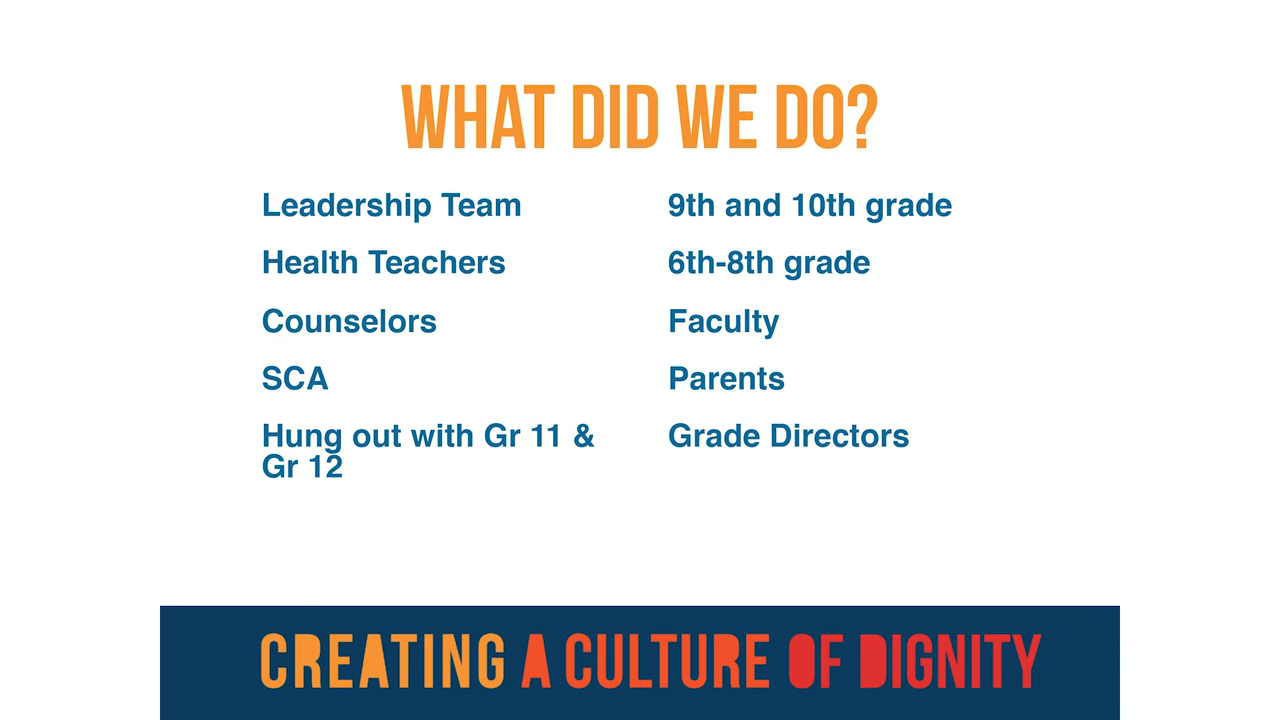 WHAT DID WE DO?
Leadership Team
Health Teachers
Counselors
SCA
Hung out with Gr 11 &
Gr 12
9th and 10th grade
6th-8th grade
Faculty
Parents
Grade Directors
CREATING A CULTURE OF DIGNITY